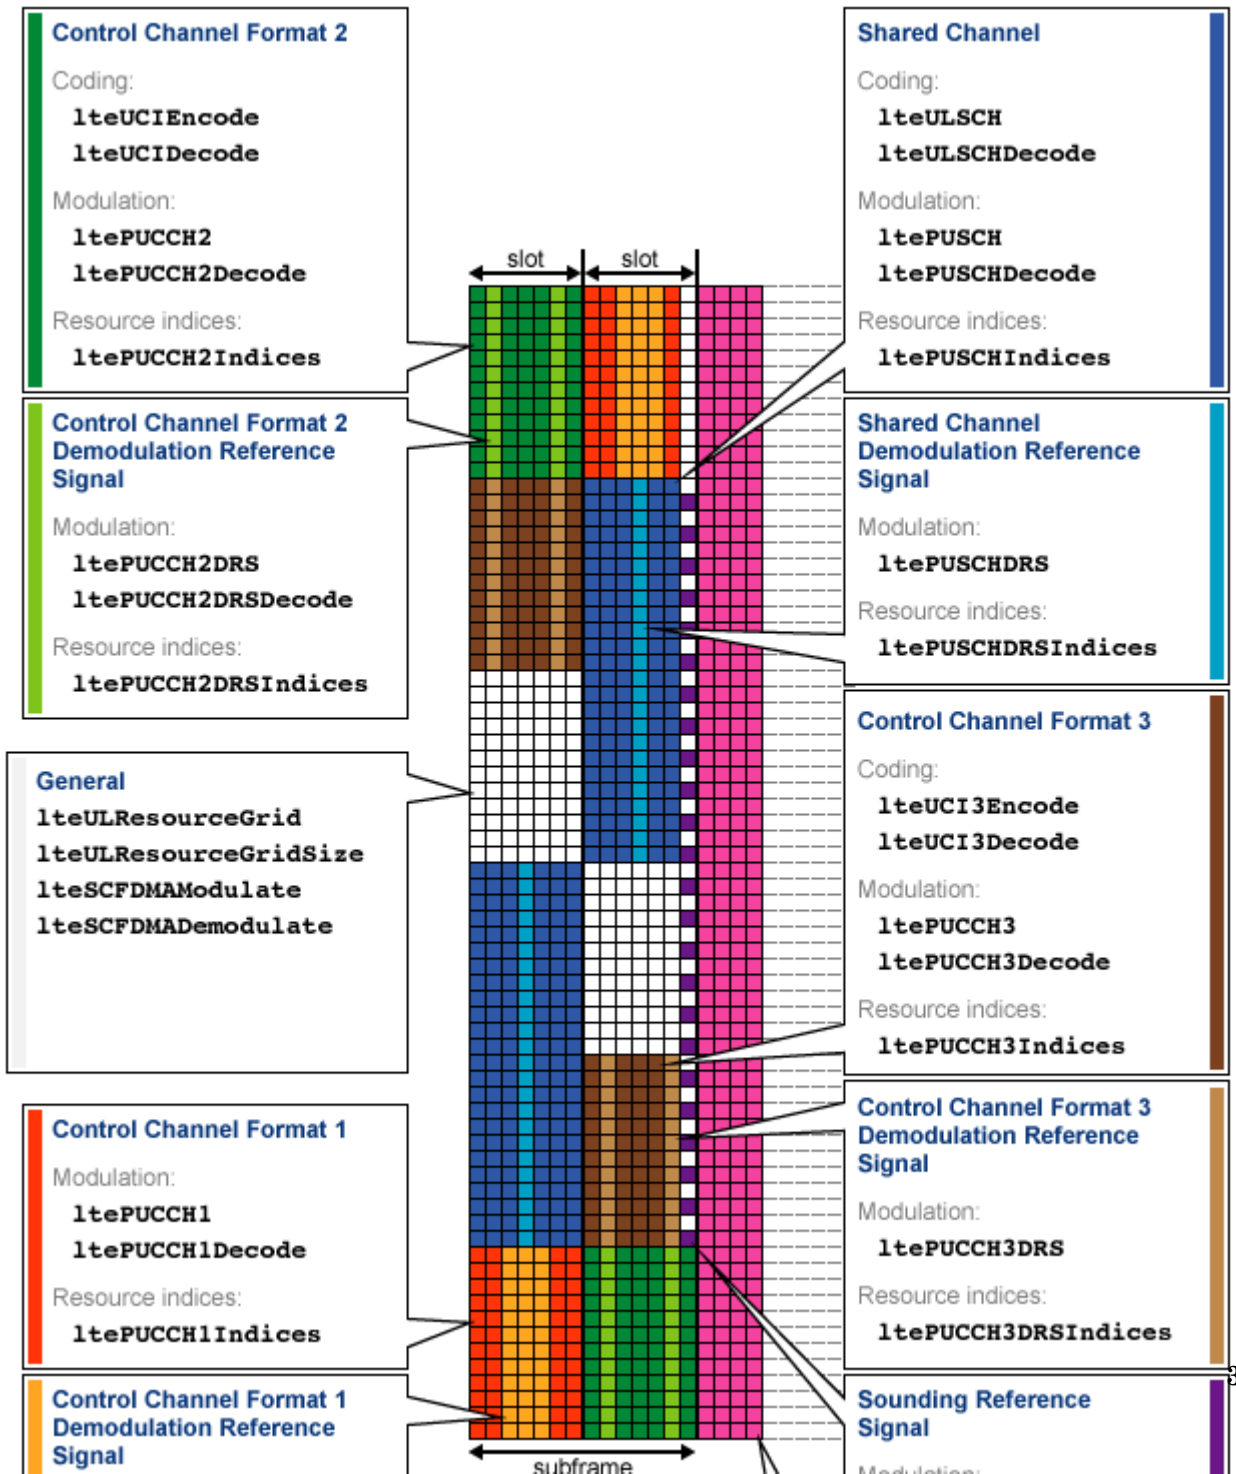 Control Channel Format 2
Coding:
lteUCIEncode
lteUCIDecode
Modulation:
ltePUCCH2
ltePUCCH2Decode
Resource indices:
ltePUCCH2Indices
Control Channel Format 2
Demodulation Reference
Signal
Modulation:
ltePUCCH2DRS
ltePUCCH2DRSDecode
Resource indices:
ltePUCCH2DRSIndices
General
lteULResourceGrid
lteULResourceGridSize
lteSCFDMAModulate
lteSCFDMADemodulate
Control Channel Format 1
Modulation:
ltePUCCH1
ltePUCCH1Decode
Resource indices:
ltePUCCH1Indices
Control Channel Format 1
Demodulation Reference
Signal
slot
slot
subframe
Shared Channel
Coding:
lteULSCH
lteULSCHDecode
Modulation:
ltePUSCH
ltePUSCHDecode
Resource indices:
ltePUSCHIndices
Shared Channel
Demodulation Reference
Signal
Modulation:
ltePUSCHDRS
Resource indices:
ltePUSCHDRSIndices
Control Channel Format 3
Coding:
lteUCI3Encode
lteUCI3Decode
Modulation:
ltePUCCH3
ltePUCCH3Decode
Resource indices:
ltePUCCH3Indices
Control Channel Format 3
Demodulation Reference
Signal
Modulation:
ltePUCCH3DRS
Resource indices:
ltePUCCH3DRSIndices
3
Sounding Reference
Signal
Modulation: